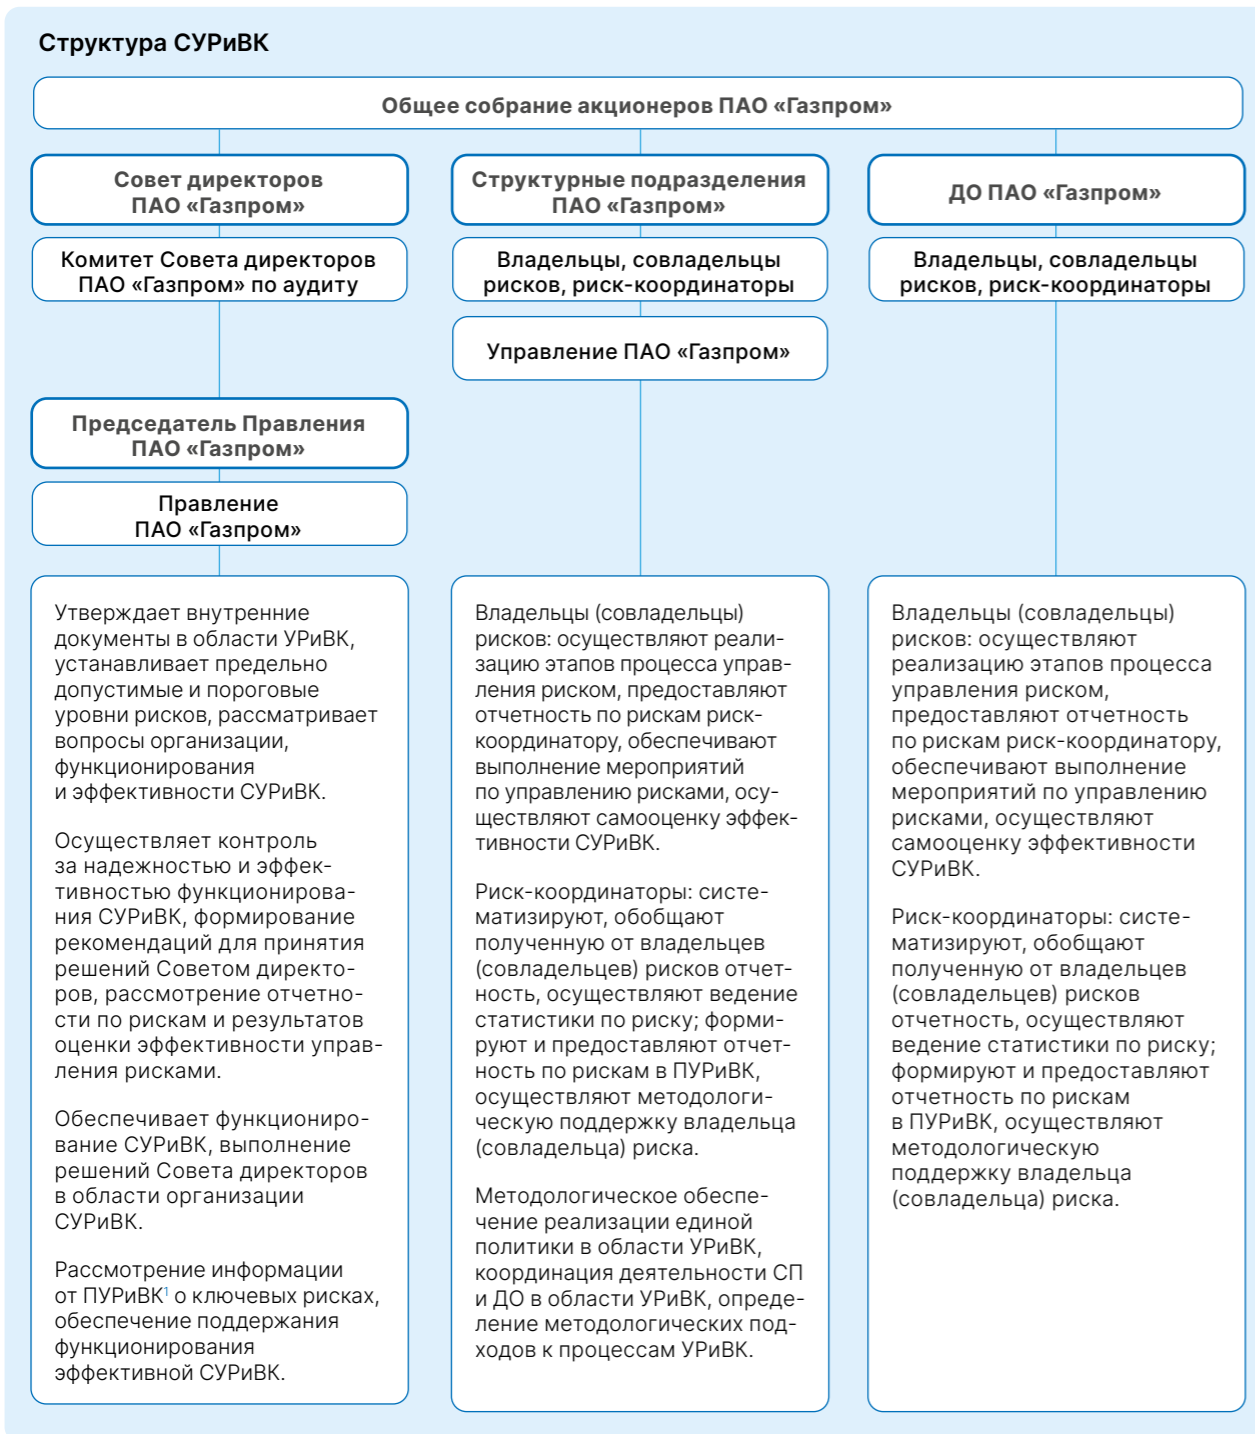 Структура СУРиВК
Общее собрание акционеров ПАО «Газпром»
Совет директоров
ПАО «Газпром»
Комитет Совета директоров
ПАО «Газпром» по аудиту
Председатель Правления
ПАО «Газпром»
Правление
ПАО «Газпром»
Утверждает внутренние
документы в области УРиВК,
устанавливает предельно
допустимые и пороговые
уровни рисков, рассматривает
вопросы организации,
функционирования
и эффективности СУРиВК.
Осуществляет контроль
за надежностью и эффек-
тивностью функционирова-
ния СУРиВК, формирование
рекомендаций для принятия
решений Советом директо-
ров, рассмотрение отчетно-
сти по рискам и результатов
оценки эффективности управ-
ления рисками.
Обеспечивает функциониро-
вание СУРиВК, выполнение
решений Совета директоров
в области организации
СУРиВК.
Рассмотрение информации
от ПУРиВК¹ о ключевых рисках,
обеспечение поддержания
функционирования
эффективной СУРиВК.
Структурные подразделения
ПАО «Газпром»
Владельцы, совладельцы
рисков, риск-координаторы
Управление ПАО «Газпром»
Владельцы (совладельцы)
рисков: осуществляют реали-
зацию этапов процесса управ-
ления риском, предоставляют
отчетность по рискам риск-
координатору, обеспечивают
выполнение мероприятий
по управлению рисками, осу-
ществляют самооценку эффек-
тивности СУРиВК.
Риск-координаторы: систе-
матизируют, обобщают
полученную от владельцев
(совладельцев) рисков отчет-
ность, осуществляют ведение
статистики по риску; форми-
руют и предоставляют отчет-
ность по рискам в ПУРиВК,
осуществляют методологи-
ческую поддержку владельца
(совладельца) риска.
Методологическое обеспе-
чение реализации единой
политики в области УРиВК,
координация деятельности СП
и ДО в области УРиВК, опреде-
ление методологических под-
ходов к процессам УРиВК.
ДО ПАО «Газпром»
Владельцы, совладельцы
рисков, риск-координаторы
Владельцы (совладельцы)
рисков: осуществляют
реализацию этапов процесса
управления риском,
предоставляют отчетность
по рискам риск-координатору,
обеспечивают выполнение
мероприятий по управлению
рисками, осуществляют
самооценку эффективности
СУРиВК.
Риск-координаторы: систе-
матизируют, обобщают
полученную от владельцев
(совладельцев) рисков
отчетность, осуществляют
ведение статистики по риску;
формируют и предоставляют
отчетность по рискам
в ПУРиВК, осуществляют
методологическую
поддержку владельца
(совладельца) риска.